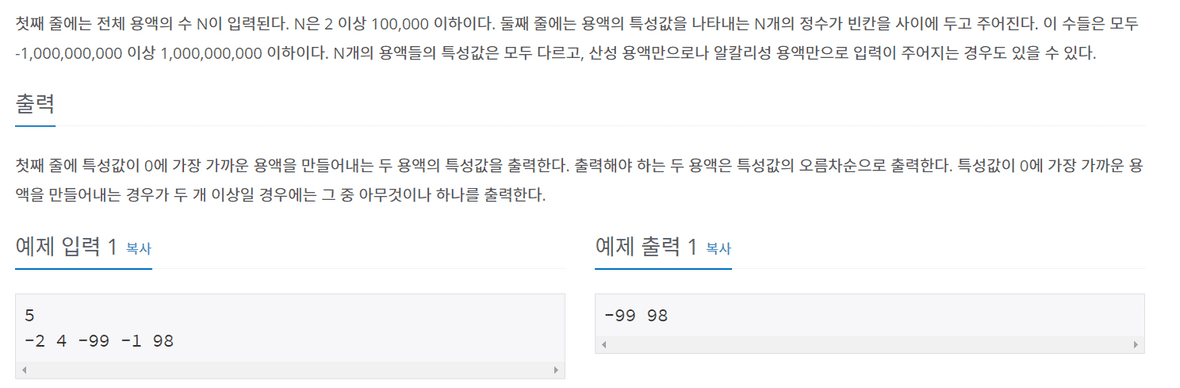 첫째 줄에는 전체 용액의 수 N이 입력된다. N은 2 이상 100,000 이하이다. 둘째 줄에는 용액의 특성값을 나타내는 N개의 정수가 빈칸을 사이에 두고 주어진다. 이 수들은 모두
-1,000,000,000 이상 1,000,000,000 이하이다. N개의 용액들의 특성값은 모두 다르고, 산성 용액만으로나 알칼리성 용액만으로 입력이 주어지는 경우도 있을 수 있다.
출력
첫째 줄에 특성값이 0에 가장 가까운 용액을 만들어내는 두 용액의 특성값을 출력한다. 출력해야 하는 두 용액은 특성값의 오름차순으로 출력한다. 특성값이 0에 가장 가까운 용
액을 만들어내는 경우가 두 개 이상일 경우에는 그 중 아무것이나 하나를 출력한다.
예제 입력 1 복사
5
-2 4 -99 -1 98
예제 출력 1 복사
-99 98